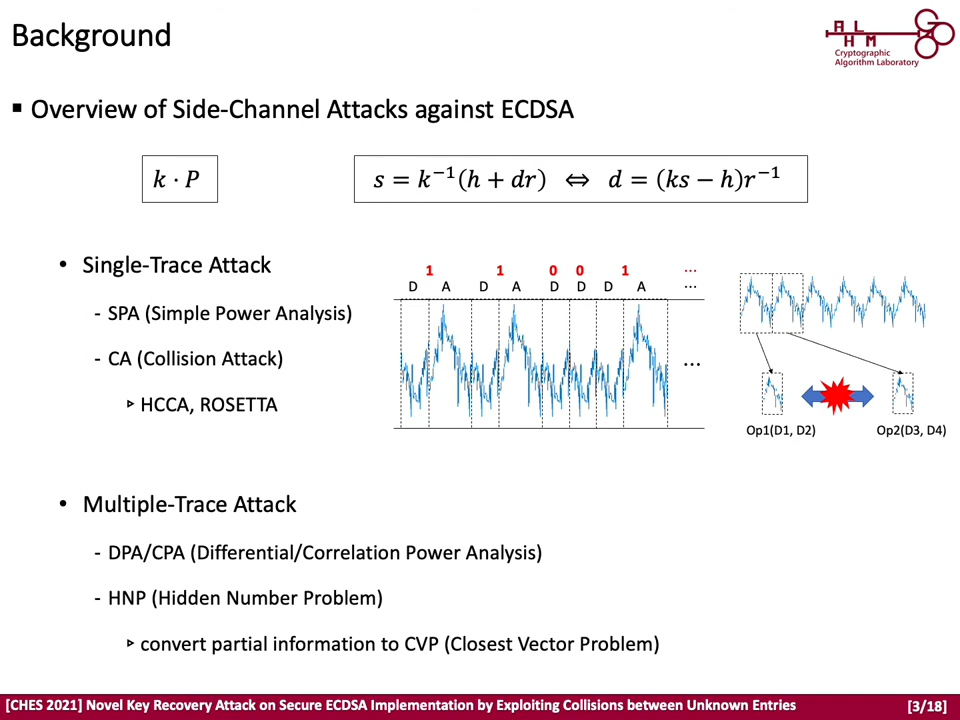 Background
A L
H M
Cryptographic
Algorithm Laboratory
▪ Overview of Side-Channel Attacks against ECDSA
k · P
s = k⁻¹(h + dr) ⇔ d = (ks − h)r⁻¹
• Single-Trace Attack
- SPA (Simple Power Analysis)
- CA (Collision Attack)
▹ HCCA, ROSETTA
1 1 0 0 1 ...
D A D A D D D A ...
...
Op1(D1, D2) Op2(D3, D4)
• Multiple-Trace Attack
- DPA/CPA (Differential/Correlation Power Analysis)
- HNP (Hidden Number Problem)
▹ convert partial information to CVP (Closest Vector Problem)
[CHES 2021] Novel Key Recovery Attack on Secure ECDSA Implementation by Exploiting Collisions between Unknown Entries [3/18]